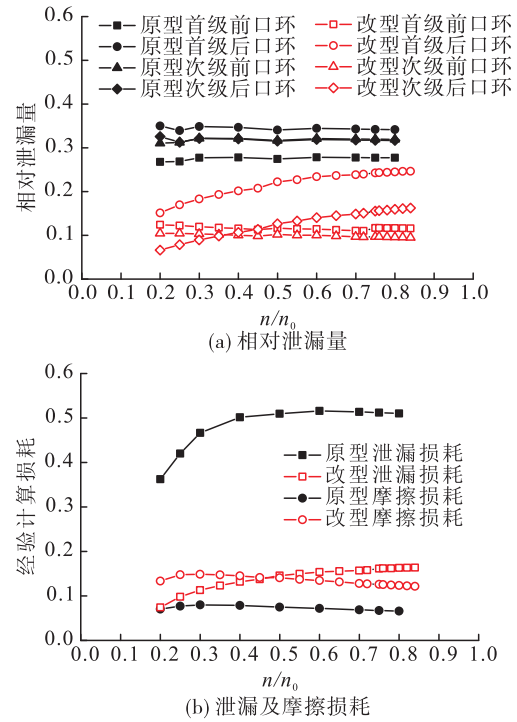 0.6
0.5
0.4
0.3
0.2
0.1
0.0
相对泄漏量
原型首级前口环
原型首级后口环
原型次级前口环
原型次级后口环
改型首级前口环
改型首级后口环
改型次级前口环
改型次级后口环
0.0 0.1 0.2 0.3 0.4 0.5 0.6 0.7 0.8 0.9 1.0
n/n₀
(a) 相对泄漏量
0.6
0.5
0.4
0.3
0.2
0.1
0.0
经验计算损耗
原型泄漏损耗
改型泄漏损耗
原型摩擦损耗
改型摩擦损耗
0.0 0.1 0.2 0.3 0.4 0.5 0.6 0.7 0.8 0.9 1.0
n/n₀
(b) 泄漏及摩擦损耗